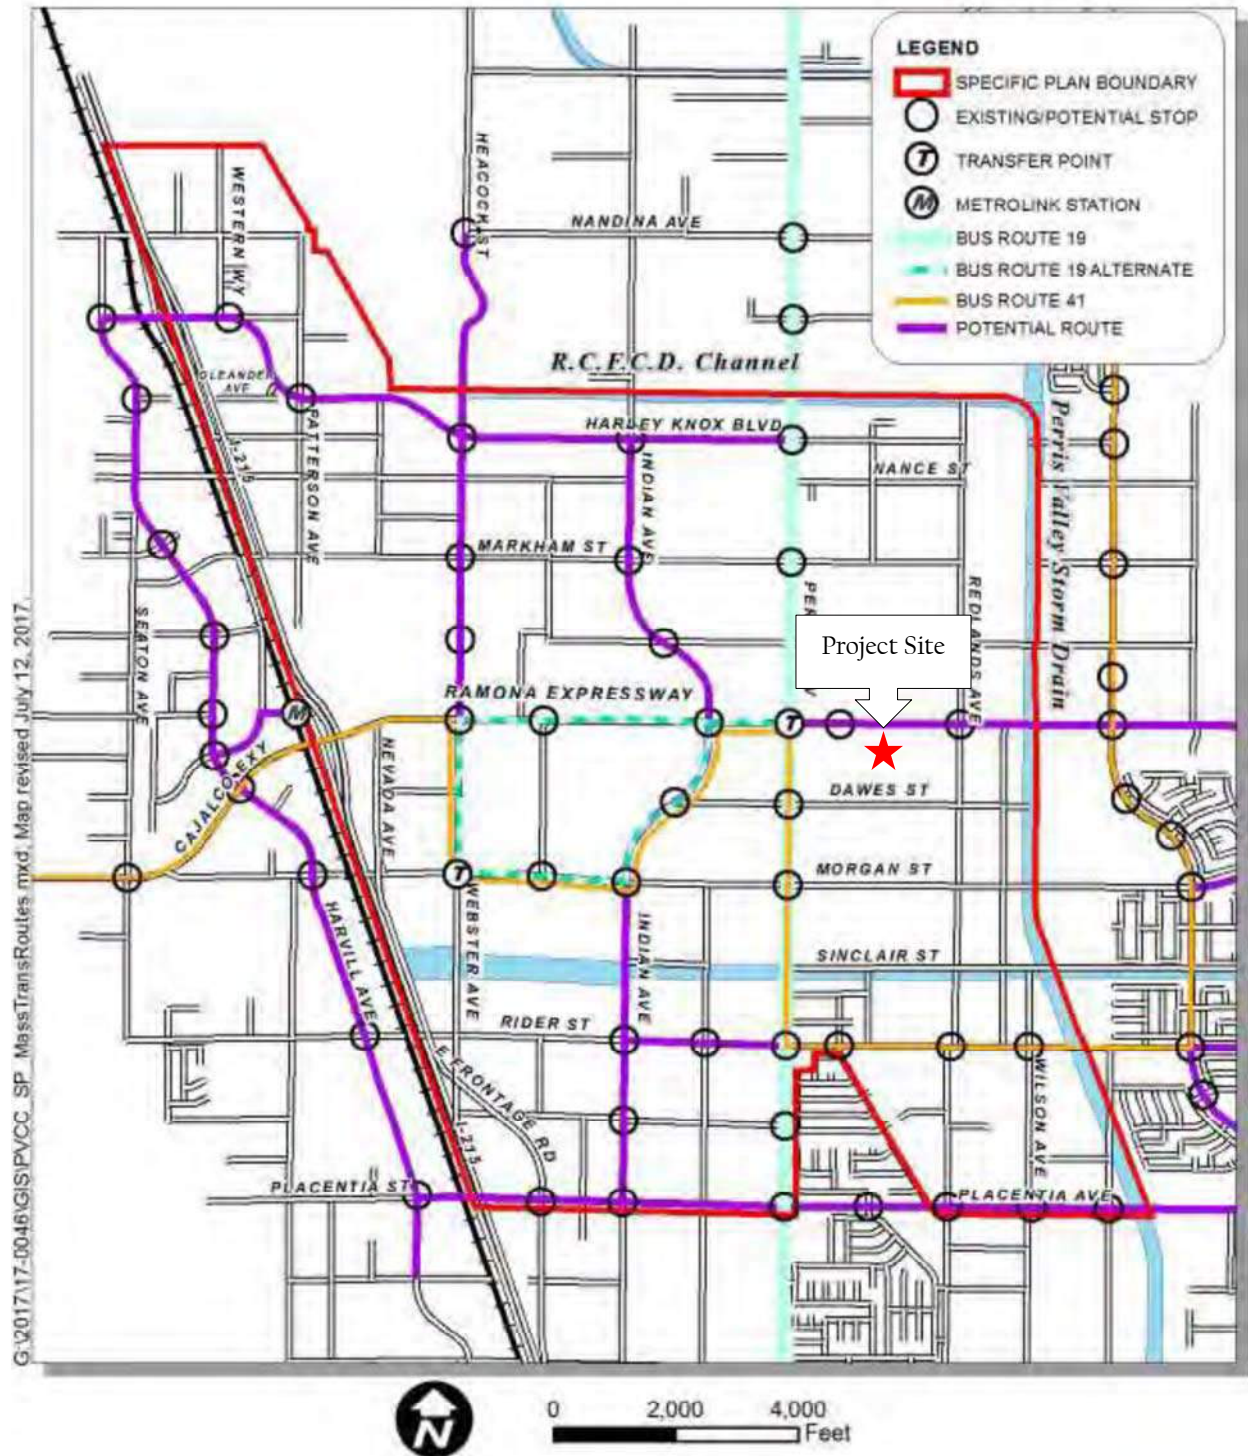 LEGEND
SPECIFIC PLAN BOUNDARY
EXISTING/POTENTIAL STOP
T TRANSFER POINT
M METROLINK STATION
BUS ROUTE 19
BUS ROUTE 19 ALTERNATE
BUS ROUTE 41
POTENTIAL ROUTE
HEACOCK ST
WESTERN WY
NANDINA AVE
R.C.F.C.D. Channel
OLEANDER
AVE
PATTERSON AVE
I-215
HARLEY KNOX BLVD
INDIAN AVE
NANCE ST
Perris Valley Storm Drain
MARKHAM ST
REDLANDS AVE
SEATON AVE
Project Site
RAMONA EXPRESSWAY
M
T
NEVADA AVE
CAJALCO EXY
DAWES ST
T
MORGAN ST
WEBSTER AVE
INDIAN AVE
HARVILL AVE
SINCLAIR ST
RIDER ST
E FRONTAGE RD
WILSON AVE
I-215
PLACENTIA ST
PLACENTIA AVE
G:\2017\17-0046\GIS\PVCC_SP_MassTransRoutes.mxd; Map revised July 12, 2017.
N
0 2,000 4,000
Feet